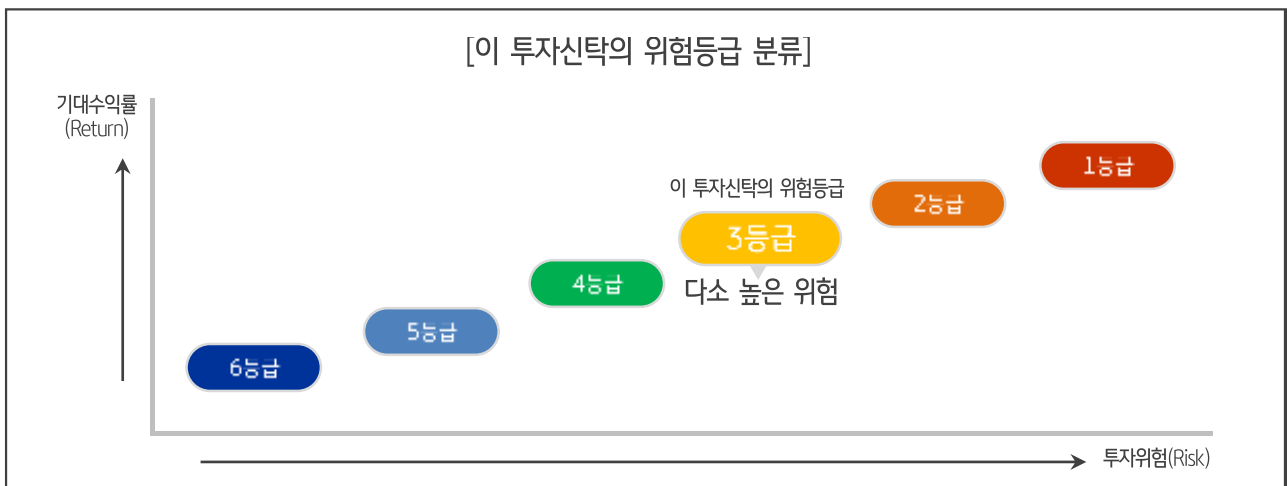 [이 투자신탁의 위험등급 분류]
기대수익률
(Return)
1등급
이 투자신탁의 위험등급
2등급
3등급
4등급
다소 높은 위험
5등급
6등급
투자위험(Risk)